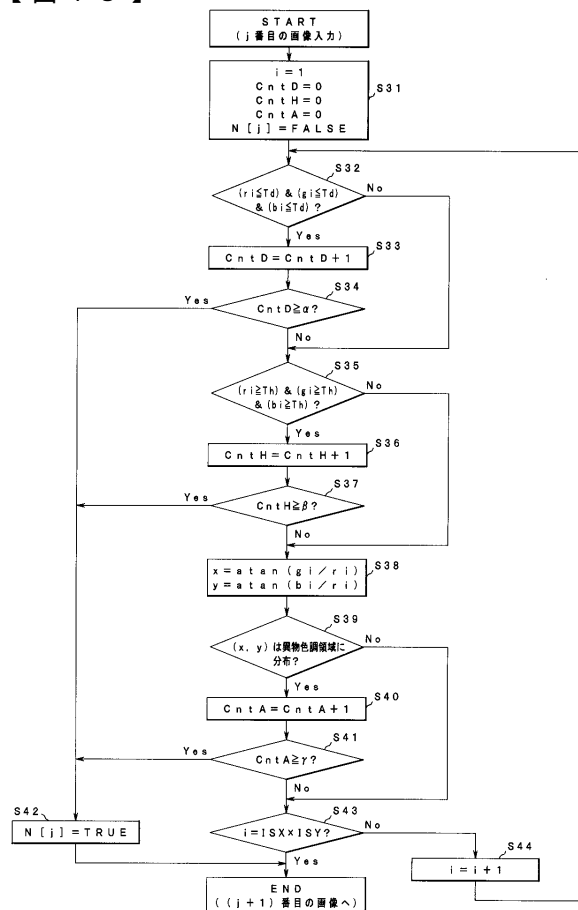 START
(j番目の画像入力)
i=1
CntD=0
CntH=0
CntA=0
N[j]=FALSE
S31
S32
(ri≦Td) & (gi≦Td)
& (bi≦Td) ?
No
Yes
S33
CntD=CntD+1
S34
Yes
CntD≧α?
No
S35
(ri≧Th) & (gi≧Th)
& (bi≧Th) ?
No
Yes
S36
CntH=CntH+1
S37
Yes
CntH≧β?
No
x=atan(gi/ri)
y=atan(bi/ri)
S38
S39
(x, y)は異物色調領域に
分布?
No
Yes
S40
CntA=CntA+1
S41
Yes
CntA≧γ?
No
S42
N[j]=TRUE
S43
i=ISX×ISY?
No
Yes
S44
i=i+1
END
((j+1)番目の画像へ)